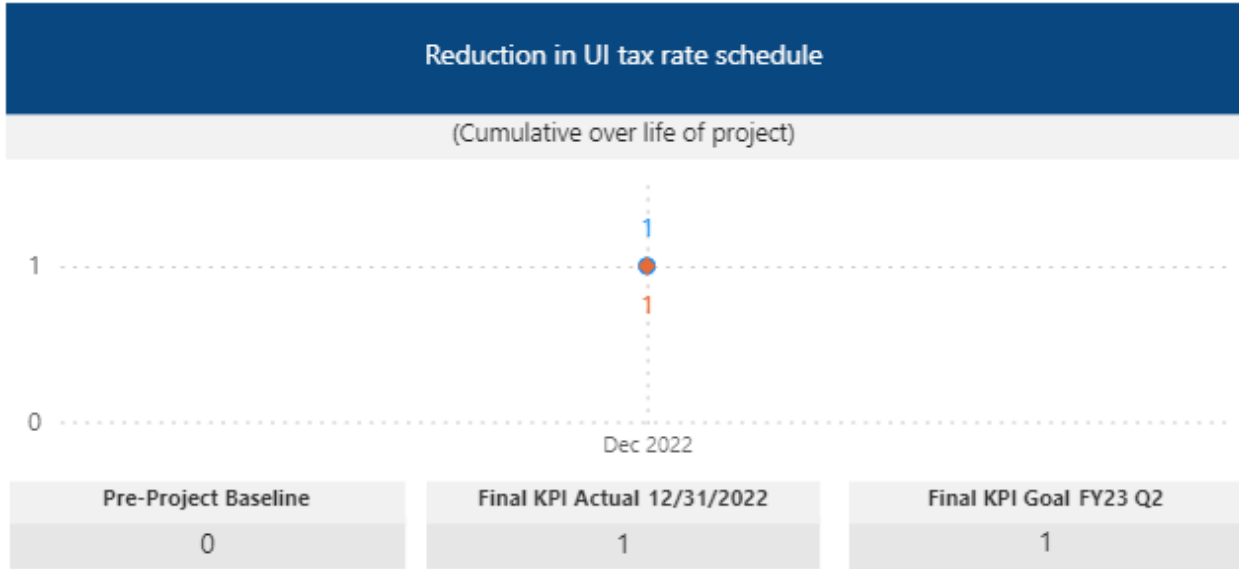 Reduction in UI tax rate schedule
(Cumulative over life of project)
1
1
1
0
Dec 2022
Pre-Project Baseline
Final KPI Actual 12/31/2022
Final KPI Goal FY23 Q2
0
1
1